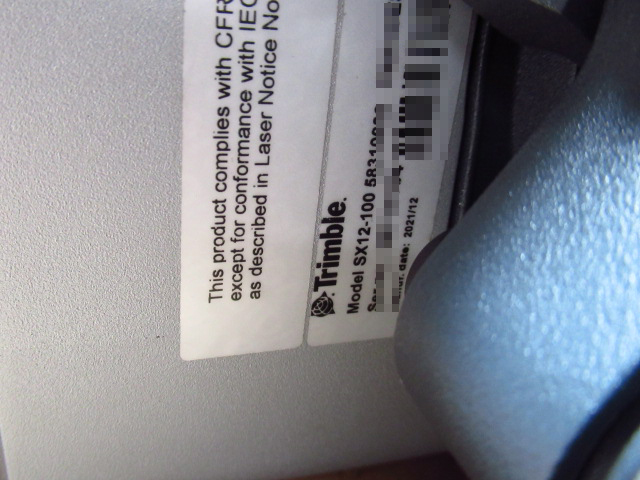 This product complies with CFR
except for conformance with IEC
as described in Laser Notice No
Trimble.
Model SX12-100
date: 2021/12